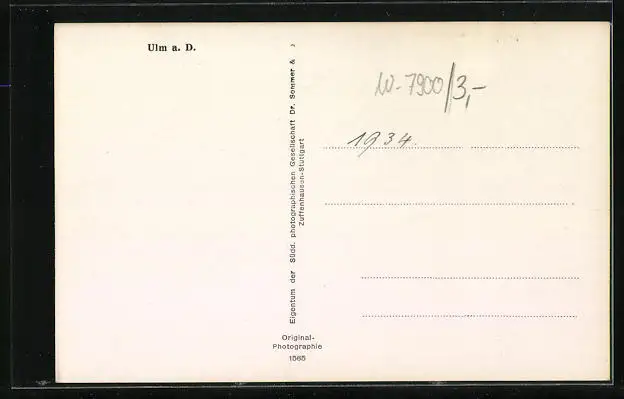 Ulm a. D.
Eigentum der Südd. photographischen Gesellschaft Dr. Sommer &
Zuffenhausen-Stuttgart
Original-
Photographie
1565
W-7900/3,-
1934.